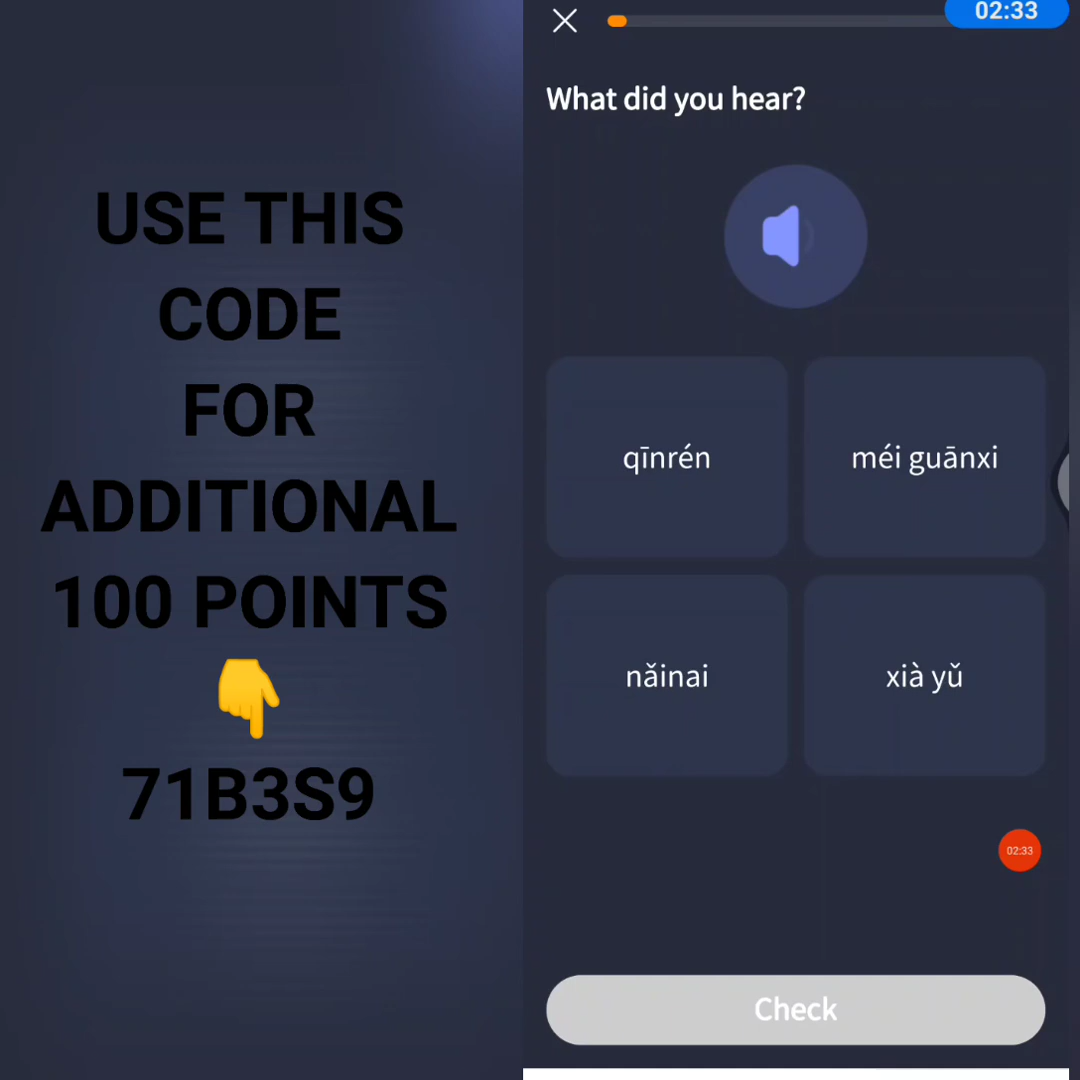 USE THIS
CODE
FOR
ADDITIONAL
100 POINTS
👇
71B3S9
02:33
What did you hear?
qīnrén
méi guānxi
nǎinai
xià yǔ
02:33
Check